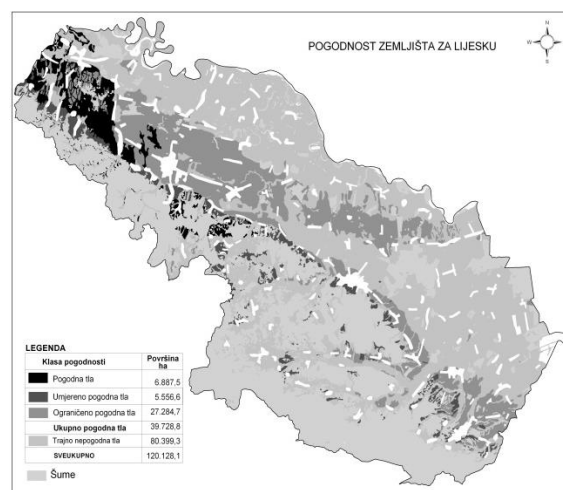 POGODNOST ZEMLJIŠTA ZA LIJESKU
N
W E
S
LEGENDA
Klasa pogodnosti Površina ha
Pogodna tla 6.887,5
Umjereno pogodna tla 5.556,6
Ograničeno pogodna tla 27.284,7
Ukupno pogodna tla 39.728,8
Trajno nepogodna tla 80.399,3
SVEUKUPNO 120.128,1
Šume